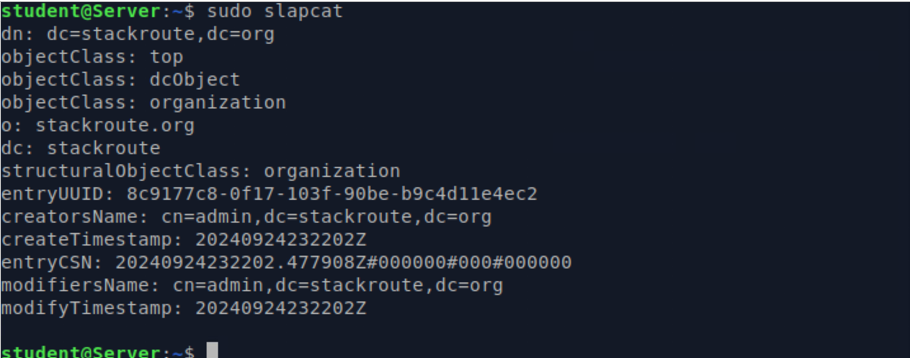 student@Server:~$ sudo slapcat
dn: dc=stackroute,dc=org
objectClass: top
objectClass: dcObject
objectClass: organization
o: stackroute.org
dc: stackroute
structuralObjectClass: organization
entryUUID: 8c9177c8-0f17-103f-90be-b9c4d11e4ec2
creatorsName: cn=admin,dc=stackroute,dc=org
createTimestamp: 20240924232202Z
entryCSN: 20240924232202.477908Z#000000#000#000000
modifiersName: cn=admin,dc=stackroute,dc=org
modifyTimestamp: 20240924232202Z
student@Server:~$